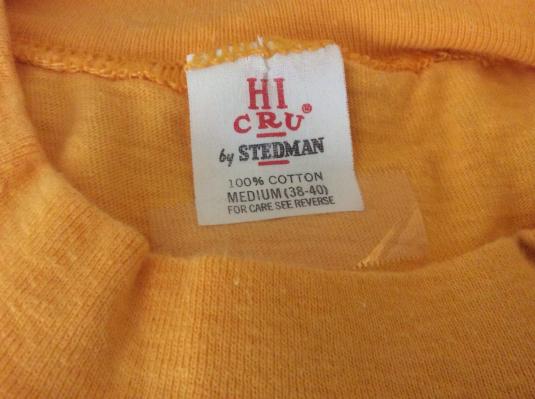 HI
CRU®
by STEDMAN
100% COTTON
MEDIUM (38-40)
FOR CARE SEE REVERSE